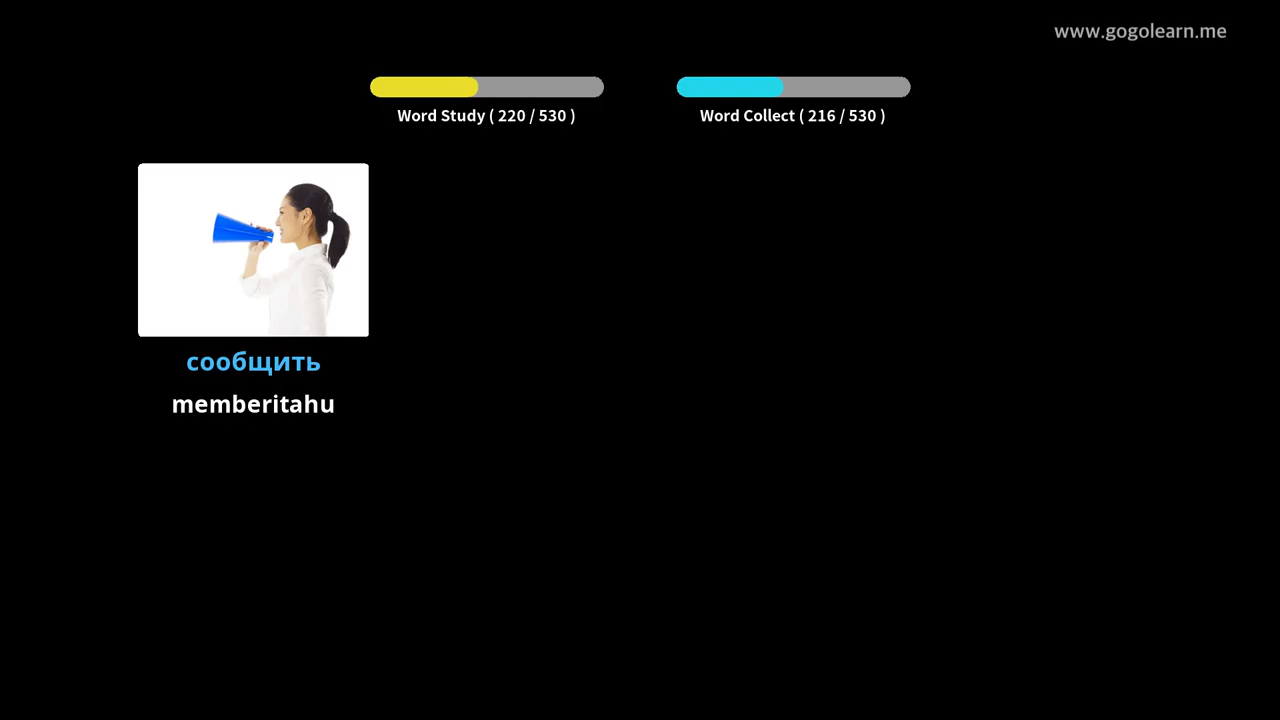 www.gogolearn.me
Word Study ( 220 / 530 )
Word Collect ( 216 / 530 )
сообщить
memberitahu